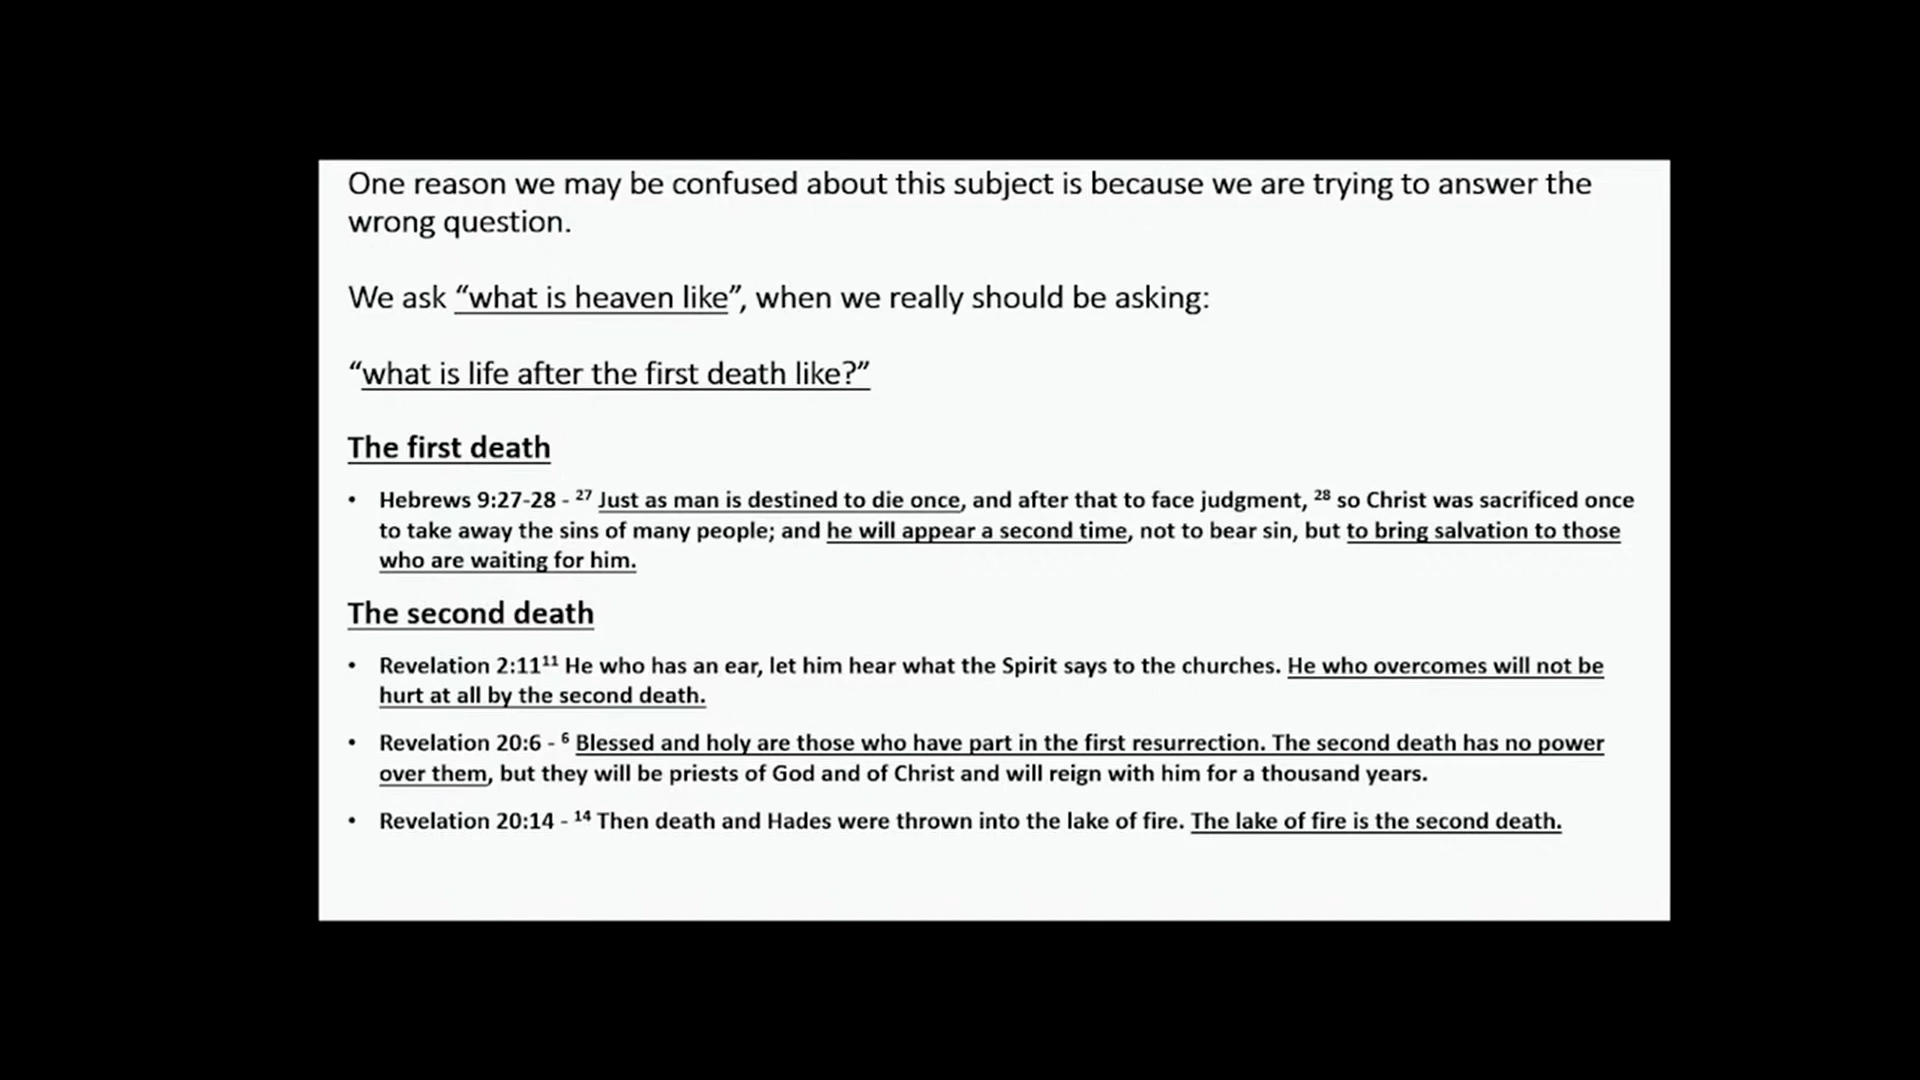 One reason we may be confused about this subject is because we are trying to answer the
wrong question.
We ask “what is heaven like”, when we really should be asking:
“what is life after the first death like?”
The first death
• Hebrews 9:27-28 - ²⁷ Just as man is destined to die once, and after that to face judgment, ²⁸ so Christ was sacrificed once
to take away the sins of many people; and he will appear a second time, not to bear sin, but to bring salvation to those
who are waiting for him.
The second death
• Revelation 2:11¹¹ He who has an ear, let him hear what the Spirit says to the churches. He who overcomes will not be
hurt at all by the second death.
• Revelation 20:6 - ⁶ Blessed and holy are those who have part in the first resurrection. The second death has no power
over them, but they will be priests of God and of Christ and will reign with him for a thousand years.
• Revelation 20:14 - ¹⁴ Then death and Hades were thrown into the lake of fire. The lake of fire is the second death.